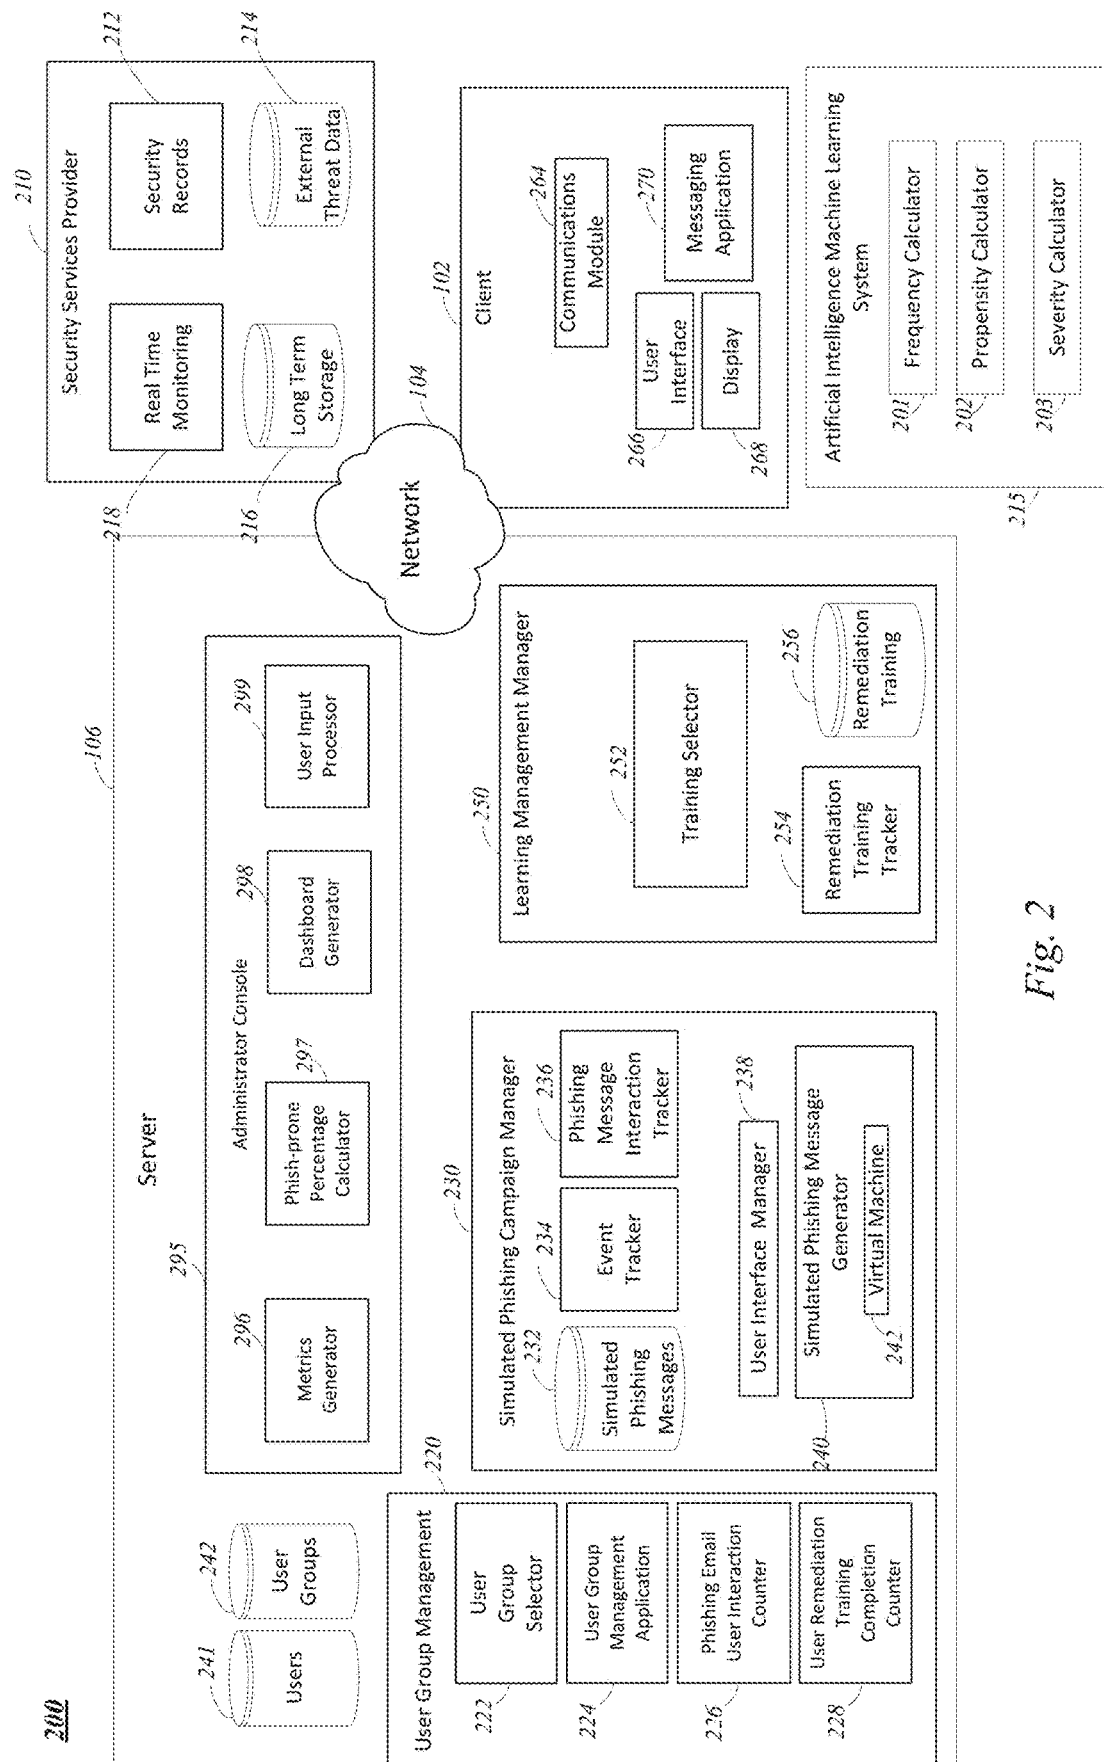 200
Server
106
241
Users
242
User
Groups
295
Administrator Console
296
Metrics
Generator
297
Phish-prone
Percentage
Calculator
298
Dashboard
Generator
299
User Input
Processor
220
User Group Management
222
User
Group
Selector
224
User Group
Management
Application
226
Phishing Email
User Interaction
Counter
228
User Remediation
Training
Completion
Counter
230
Simulated Phishing Campaign Manager
232
Simulated
Phishing
Messages
234
Event
Tracker
236
Phishing
Message
Interaction
Tracker
238
User Interface Manager
240
Simulated Phishing Message
Generator
242
Virtual Machine
250
Learning Management Manager
252
Training Selector
254
Remediation
Training
Tracker
256
Remediation
Training
104
Network
210
Security Services Provider
218
Real Time
Monitoring
212
Security
Records
216
Long Term
Storage
214
External
Threat Data
102
Client
264
Communications
Module
266
User
Interface
268
Display
270
Messaging
Application
215
Artificial Intelligence Machine Learning
System
201
Frequency Calculator
202
Propensity Calculator
203
Severity Calculator
Fig. 2